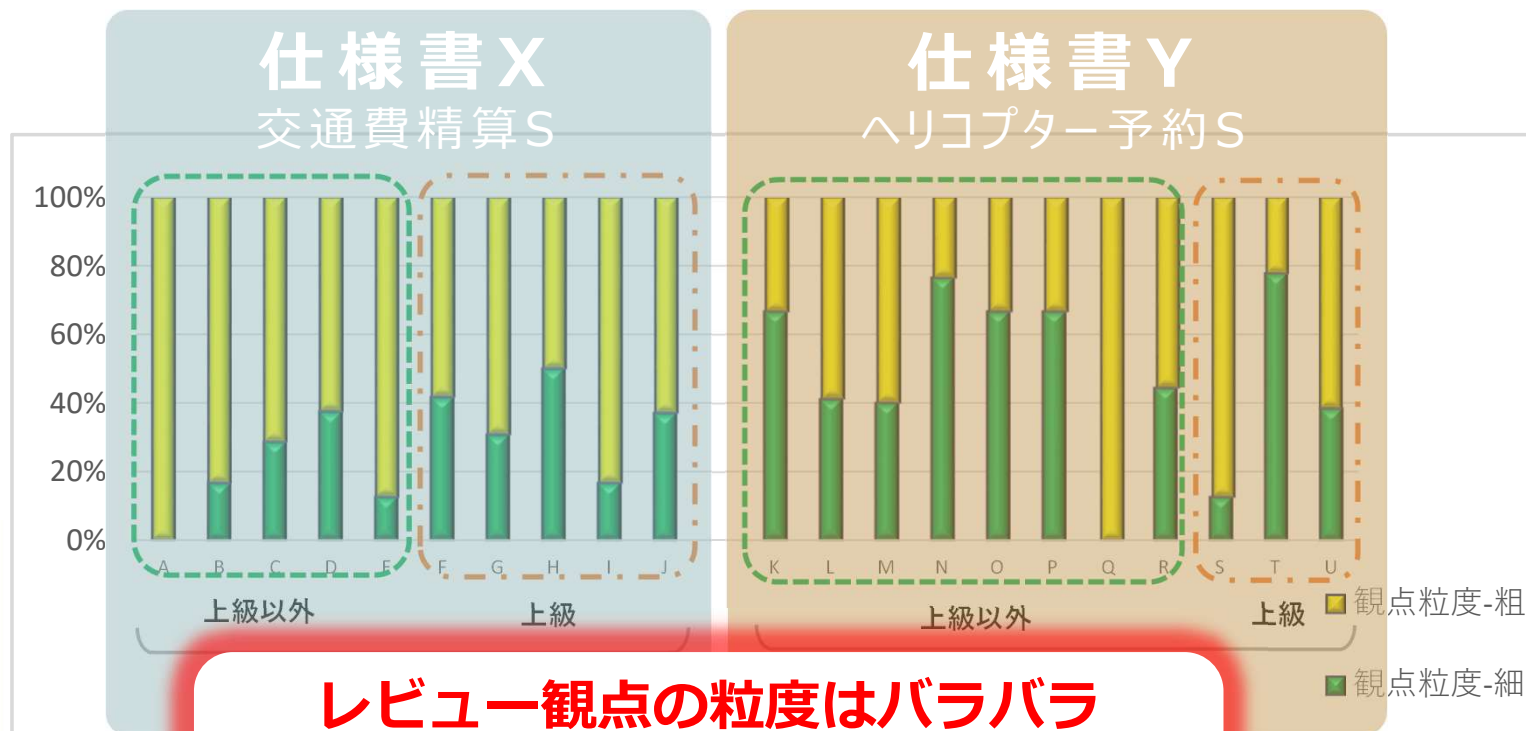 仕様書X
交通費精算S
仕様書Y
ヘリコプター予約S
100%
80%
60%
40%
20%
0%
A B C D E F G H I J K L M N O P Q R S T U
上級以外 上級 上級以外 上級
観点粒度-粗
観点粒度-細
レビュー観点の粒度はバラバラ